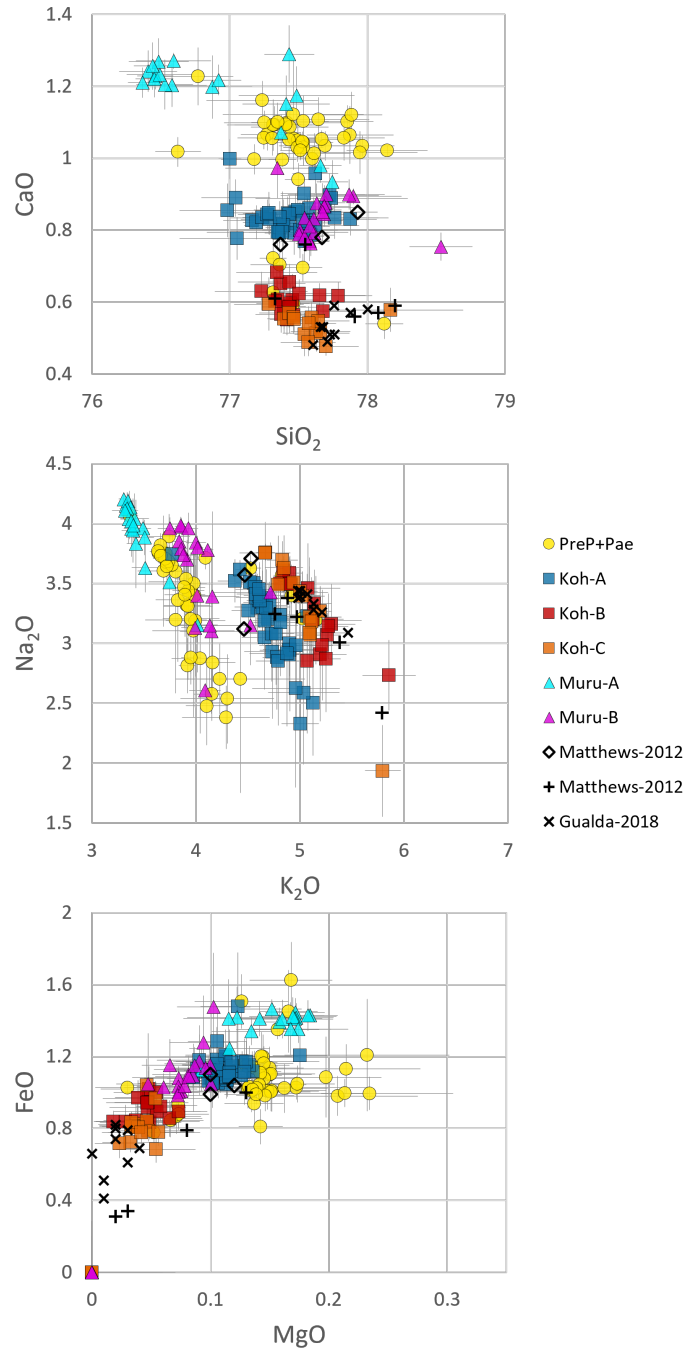 1.4
1.2
1
0.8
0.6
0.4
CaO
76 77 78 79
SiO₂
4.5
4
3.5
3
2.5
2
1.5
Na₂O
3 4 5 6 7
K₂O
PreP+Pae
Koh-A
Koh-B
Koh-C
Muru-A
Muru-B
Matthews-2012
Matthews-2012
Gualda-2018
2
1.6
1.2
0.8
0.4
0
FeO
0 0.1 0.2 0.3
MgO